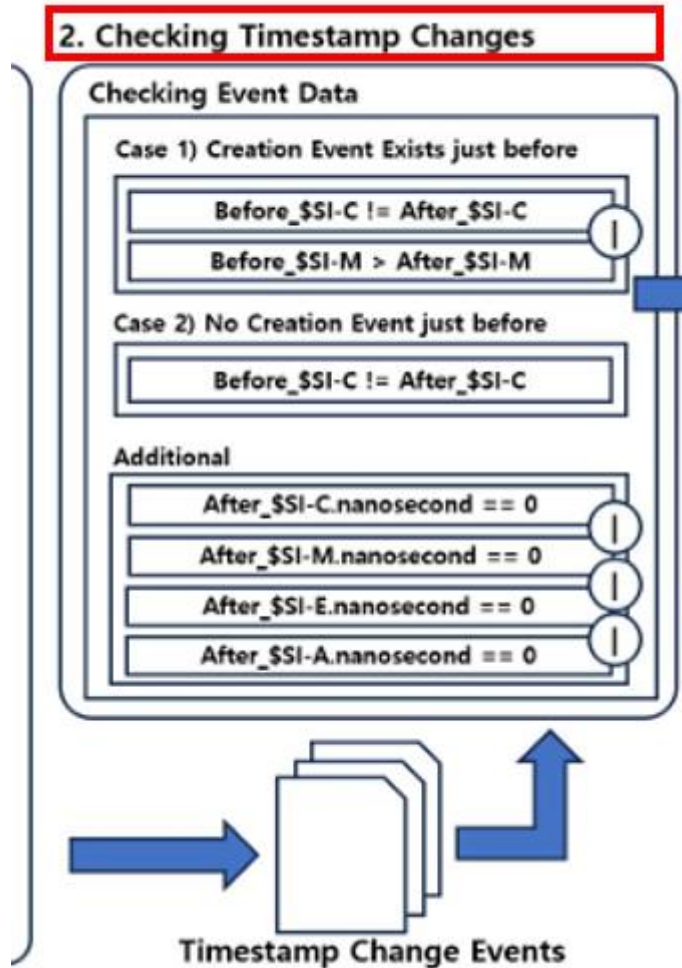 2. Checking Timestamp Changes
Checking Event Data
Case 1) Creation Event Exists just before
Before_$SI-C != After_$SI-C
|
Before_$SI-M > After_$SI-M
Case 2) No Creation Event just before
Before_$SI-C != After_$SI-C
Additional
After_$SI-C.nanosecond == 0
|
After_$SI-M.nanosecond == 0
|
After_$SI-E.nanosecond == 0
|
After_$SI-A.nanosecond == 0
Timestamp Change Events